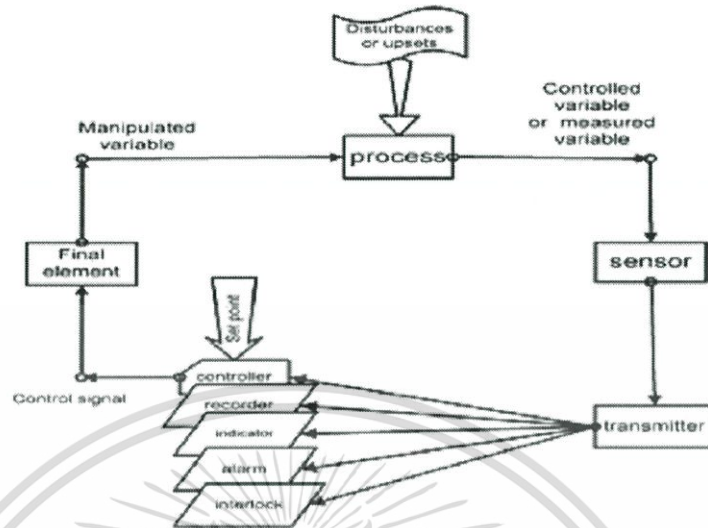 Disturbances
or upsets
Controlled
variable
or measured
variable
Manipulated
variable
process
Final
element
sensor
Set point
controller
Control signal
recorder
transmitter
indicator
alarm
interlock